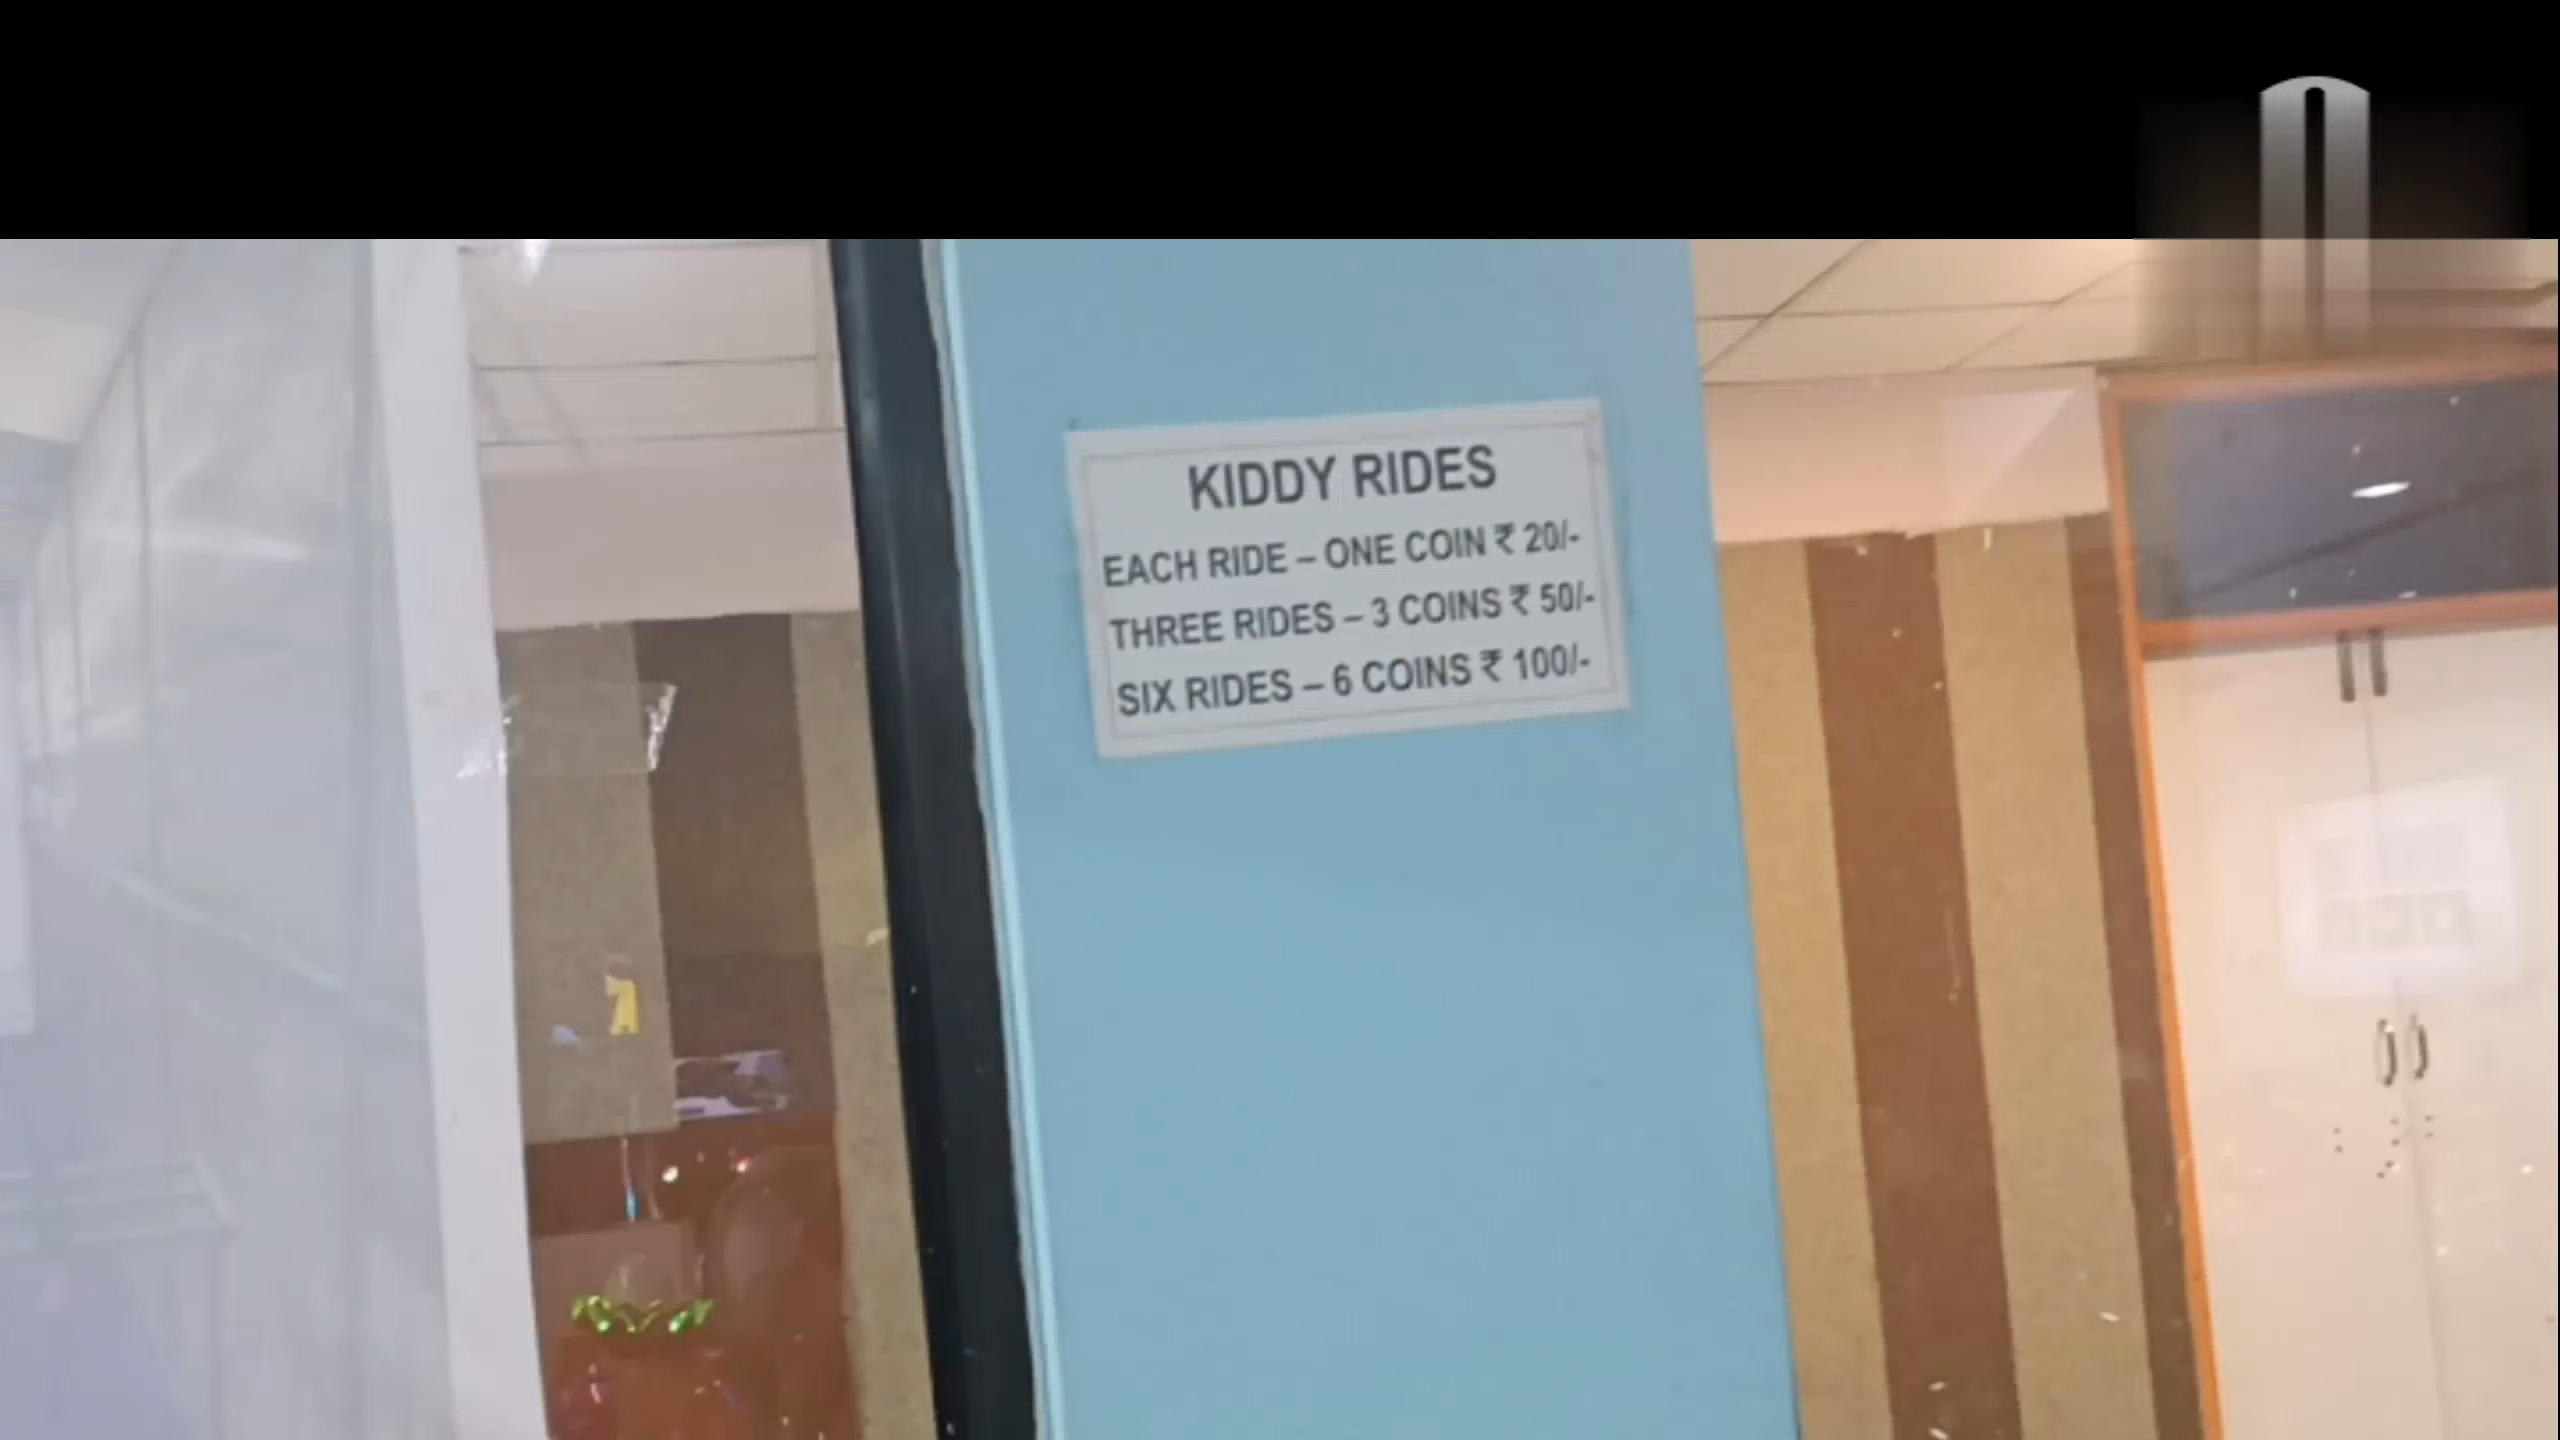 KIDDY RIDES
EACH RIDE – ONE COIN ₹ 20/-
THREE RIDES – 3 COINS ₹ 50/-
SIX RIDES – 6 COINS ₹ 100/-